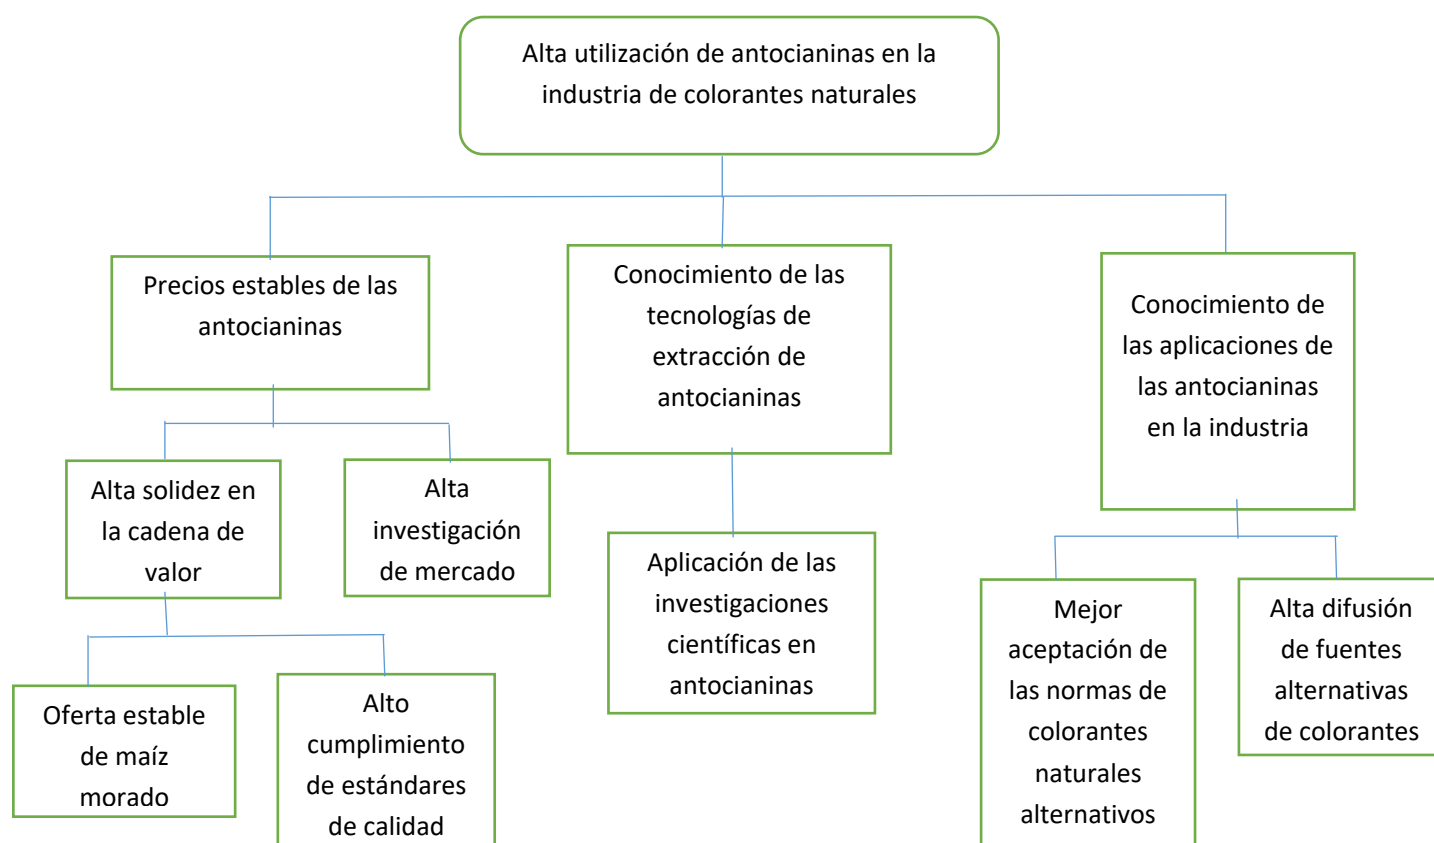 Alta utilización de antocianinas en la
industria de colorantes naturales
Precios estables de las
antocianinas
Conocimiento de las
tecnologías de
extracción de
antocianinas
Conocimiento de
las aplicaciones de
las antocianinas
en la industria
Alta solidez en
la cadena de
valor
Alta
investigación
de mercado
Aplicación de las
investigaciones
científicas en
antocianinas
Mejor
aceptación de
las normas de
colorantes
naturales
alternativos
Alta difusión
de fuentes
alternativas
de colorantes
Oferta estable
de maíz
morado
Alto
cumplimiento
de estándares
de calidad